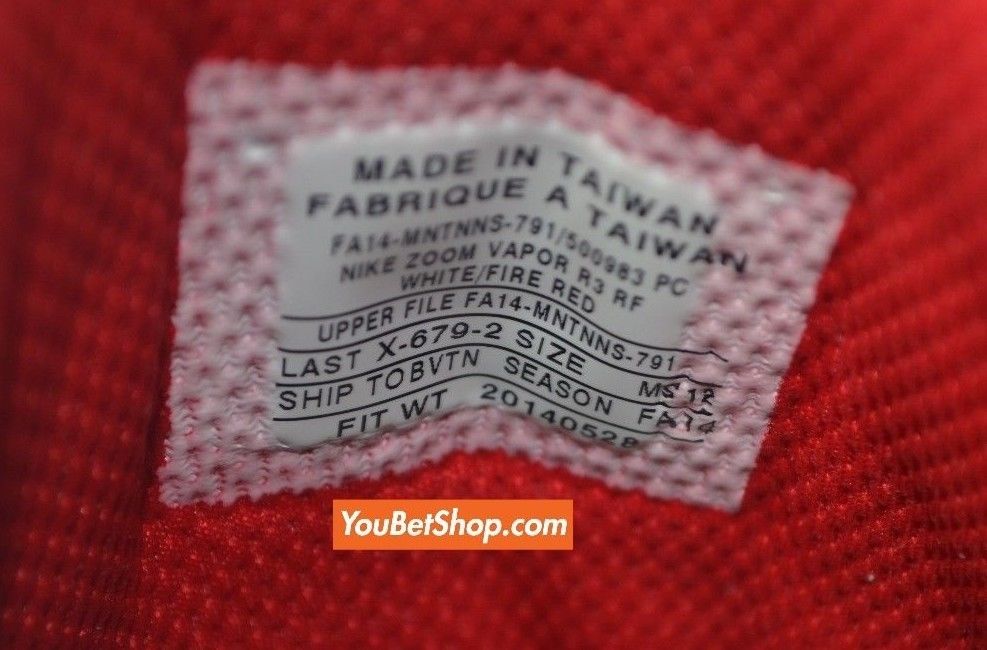 MADE IN TAIWAN
FABRIQUE A TAIWAN
FA14-MNTNNS-791/500983 PC
NIKE ZOOM VAPOR R3 RF
WHITE/FIRE RED
UPPER FILE FA14-MNTNNS-791
LAST X-679-2 SIZE MS 12
SHIP TOBVTN SEASON FA14
FIT WT 20140528
YouBetShop.com